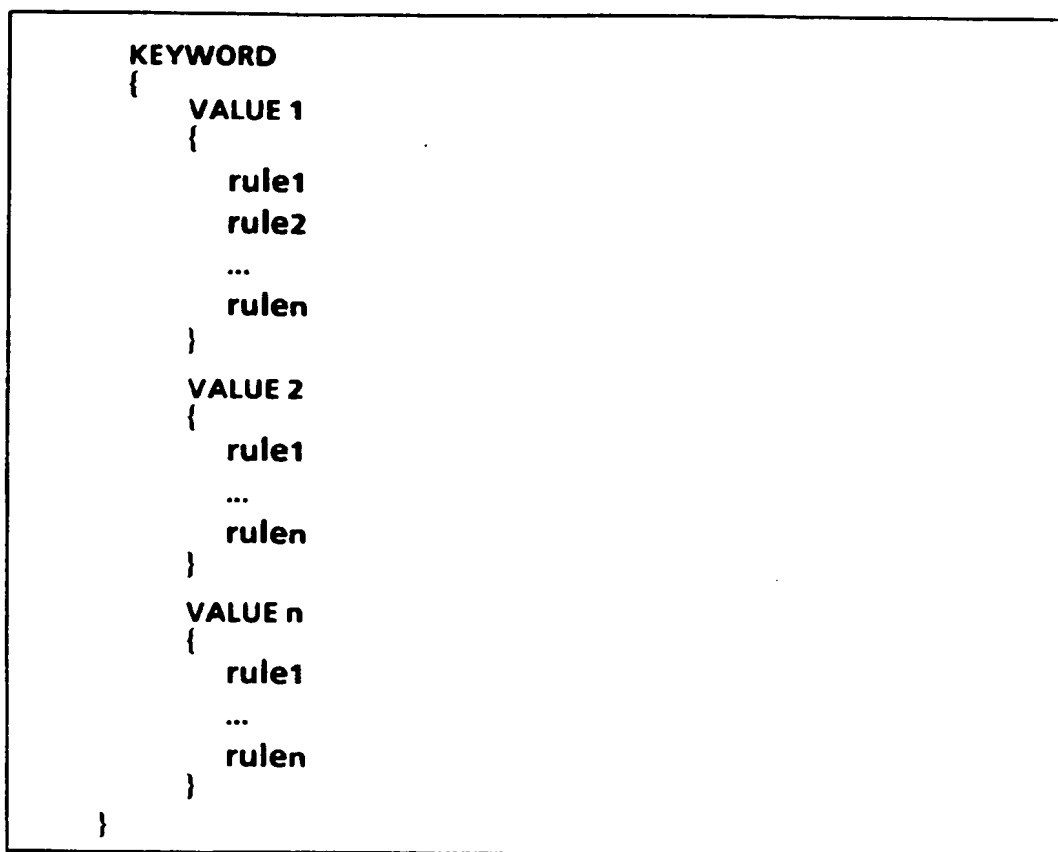 KEYWORD
{
VALUE 1
{
rule1
rule2
...
rulen
}
VALUE 2
{
rule1
...
rulen
}
VALUE n
{
rule1
...
rulen
}
}